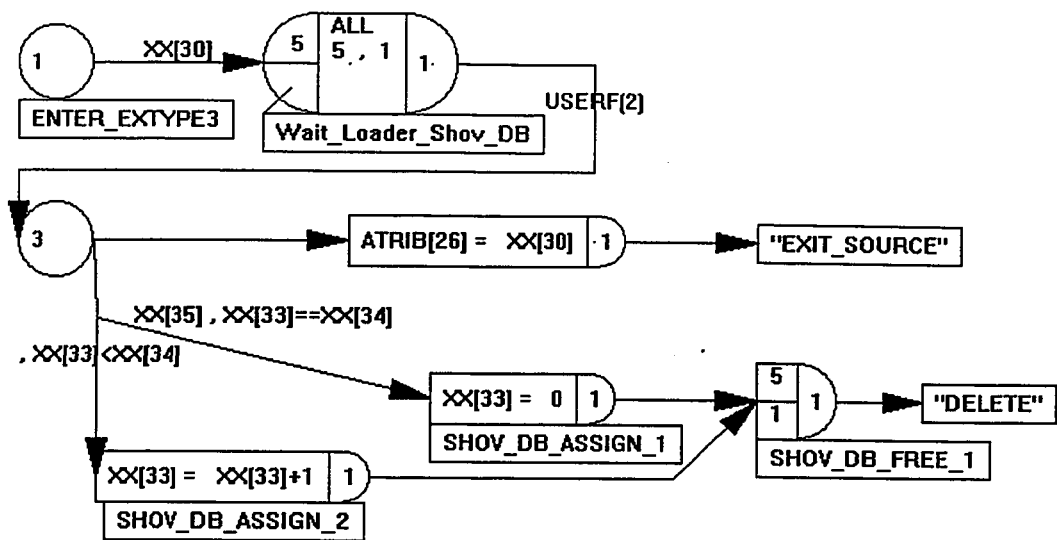 1
XX[30]
5
ALL
5 , 1
1
USERF(2)
ENTER_EXTYPE3
Wait_Loader_Shov_DB
3
ATRIB[26] = XX[30]
1
"EXIT_SOURCE"
XX[35] , XX[33]==XX[34]
, XX[33]<XX[34]
XX[33] = 0
1
5
1
1
"DELETE"
SHOV_DB_ASSIGN_1
SHOV_DB_FREE_1
XX[33] = XX[33]+1
1
SHOV_DB_ASSIGN_2